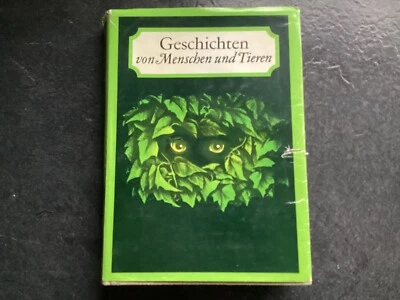 Geschichten
von Menschen und Tieren